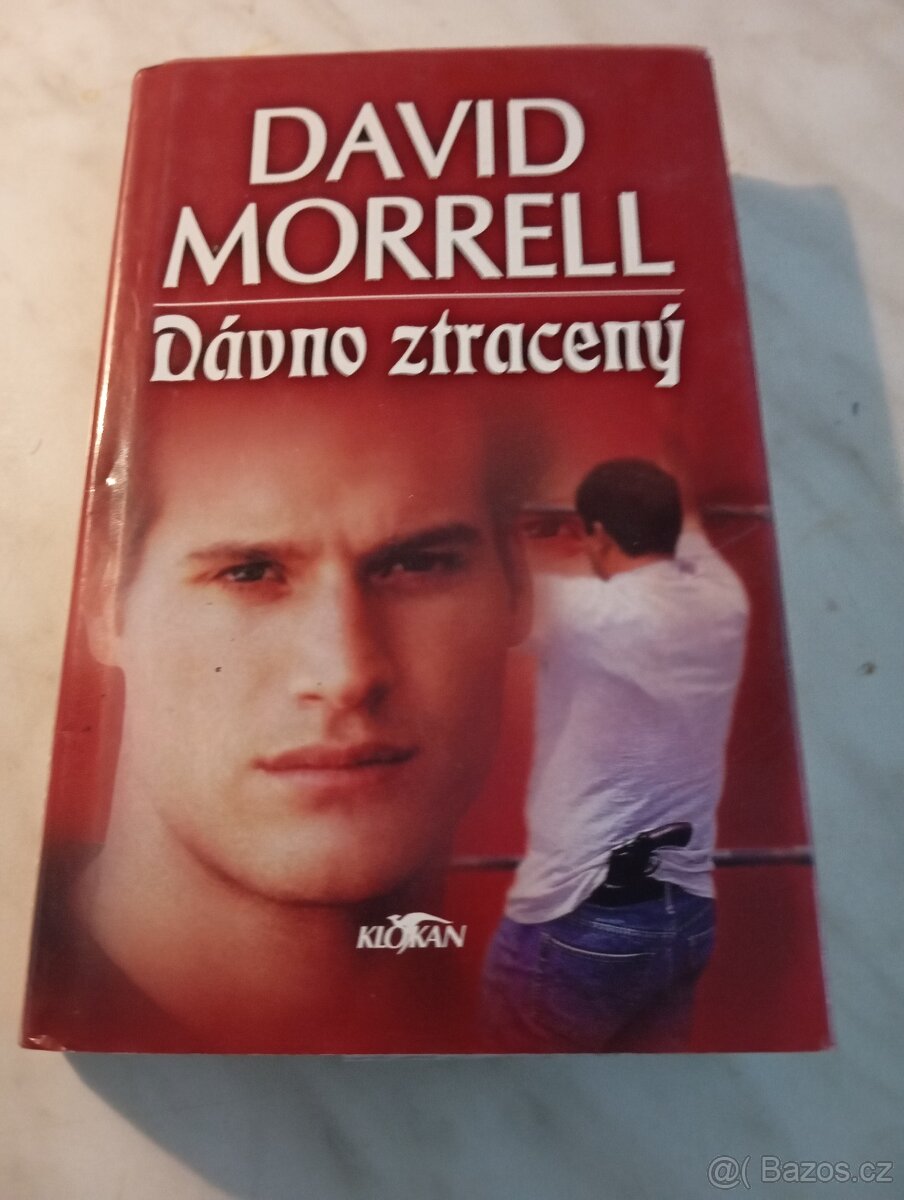 DAVID
MORRELL
Dávno ztracený
KLOKAN
@( Bazos.cz